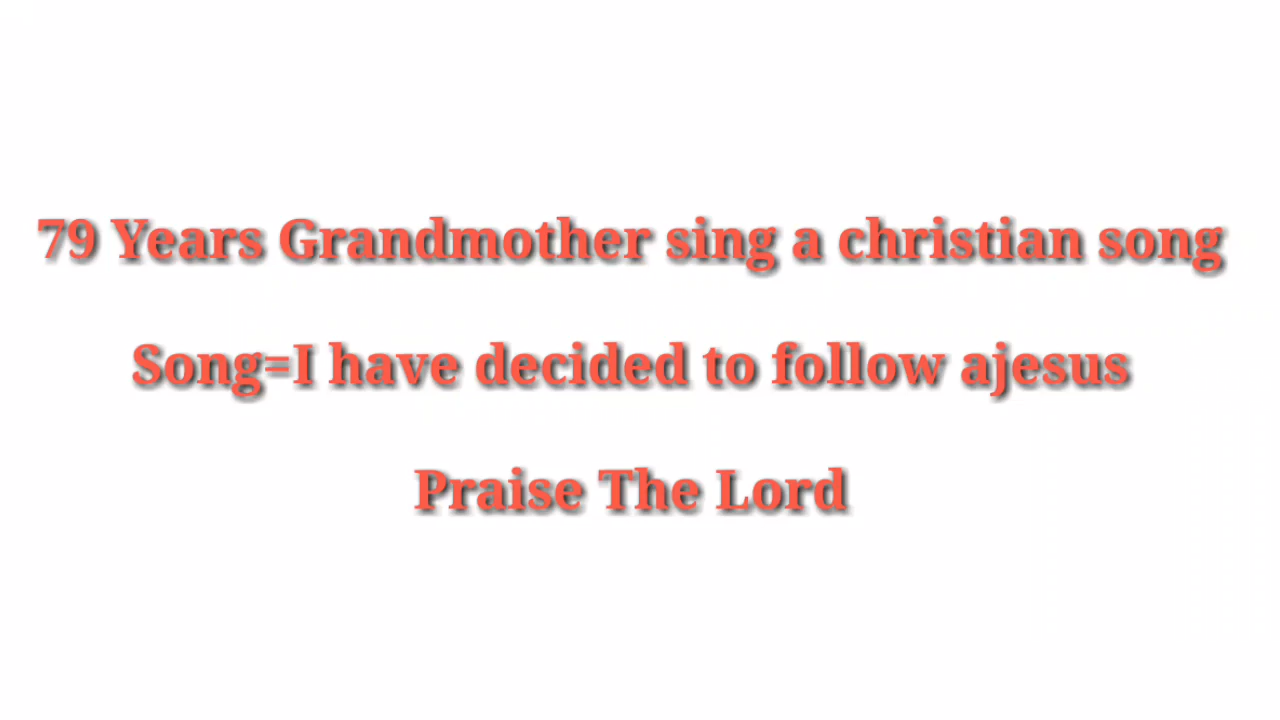 79 Years Grandmother sing a christian song
Song=I have decided to follow ajesus
Praise The Lord